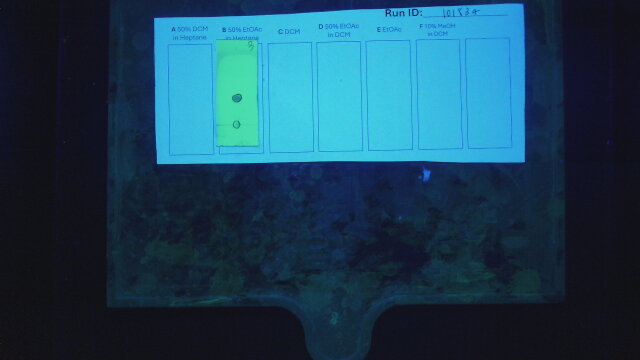 Run ID: 101834
A 50% DCM
in Heptane
B 50% EtOAc
in Heptane
C DCM
D 50% EtOAc
in DCM
E EtOAc
F 10% MeOH
in DCM